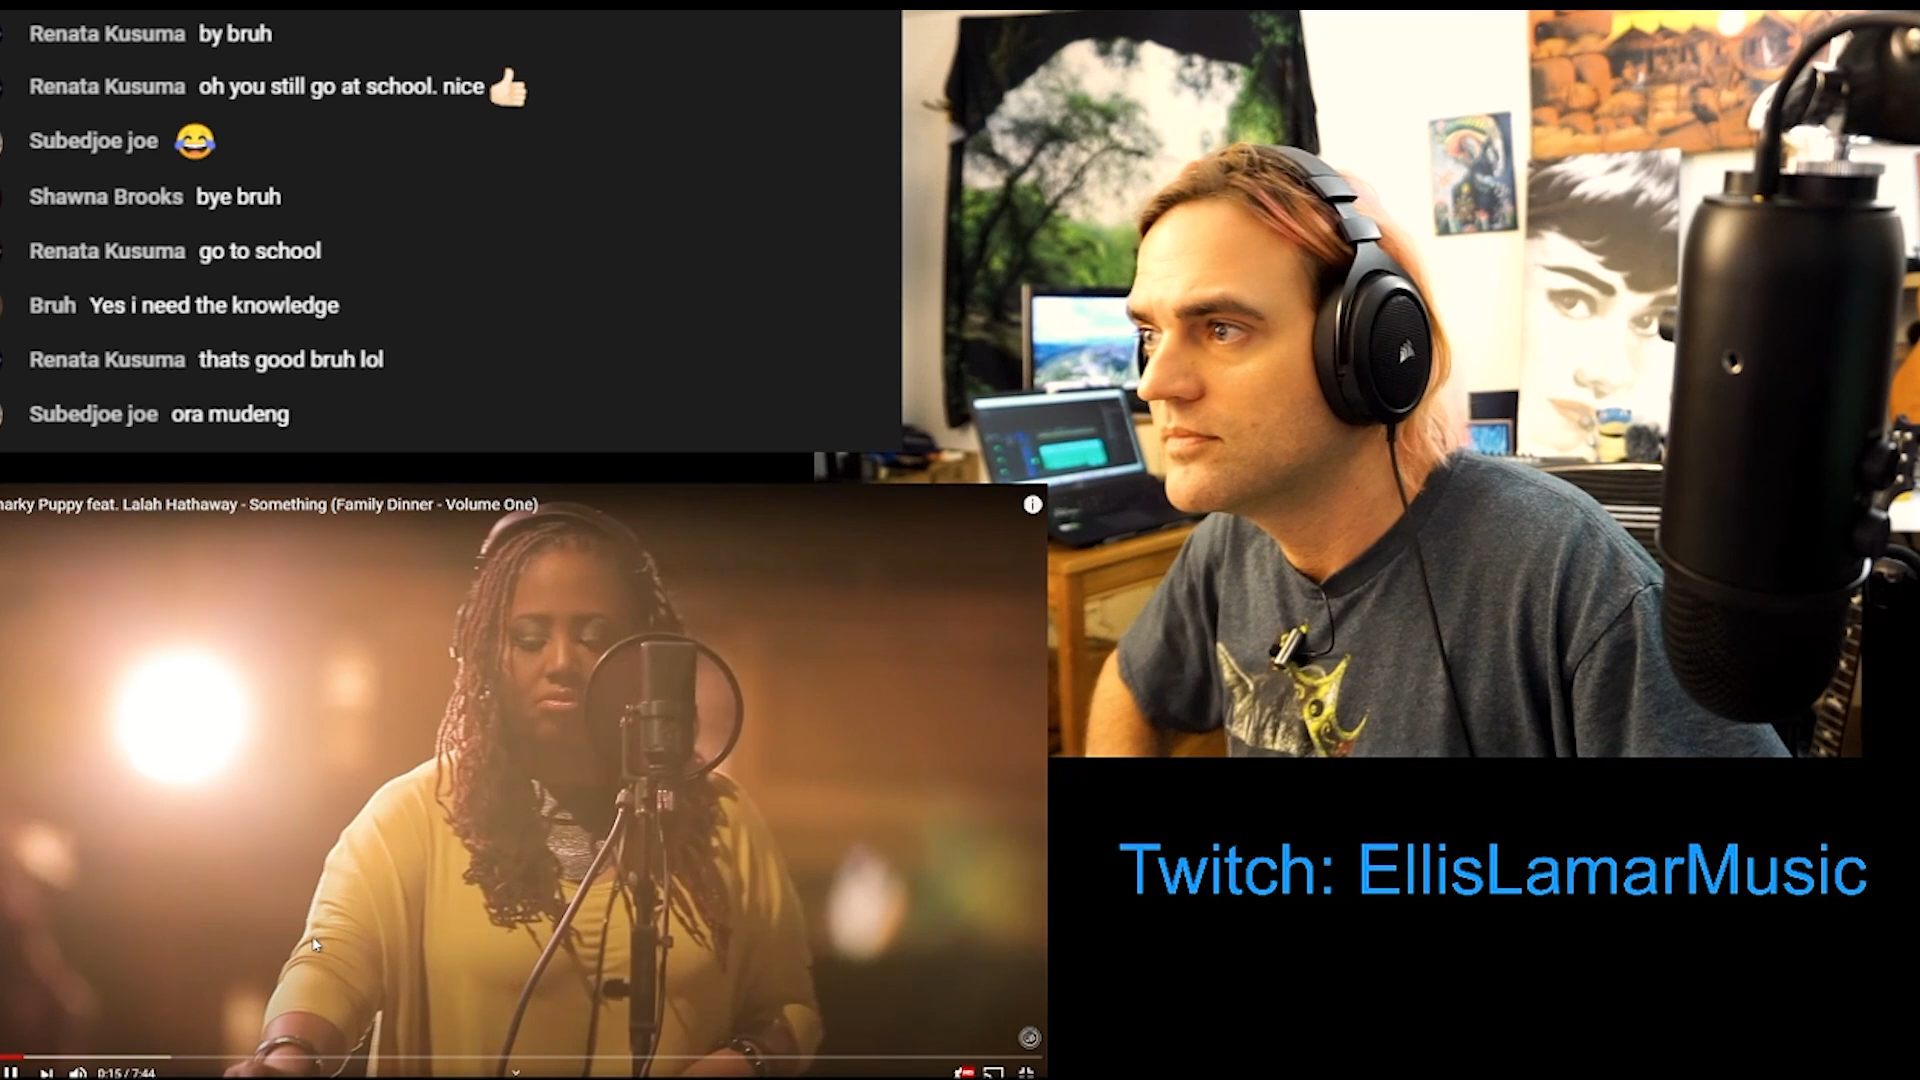 Renata Kusuma by bruh
Renata Kusuma oh you still go at school. nice 👍🏻
Subedjoe joe 😂
Shawna Brooks bye bruh
Renata Kusuma go to school
Bruh Yes i need the knowledge
Renata Kusuma thats good bruh lol
Subedjoe joe ora mudeng
narky Puppy feat. Lalah Hathaway - Something (Family Dinner - Volume One)
0:15 / 7:44
Twitch: EllisLamarMusic